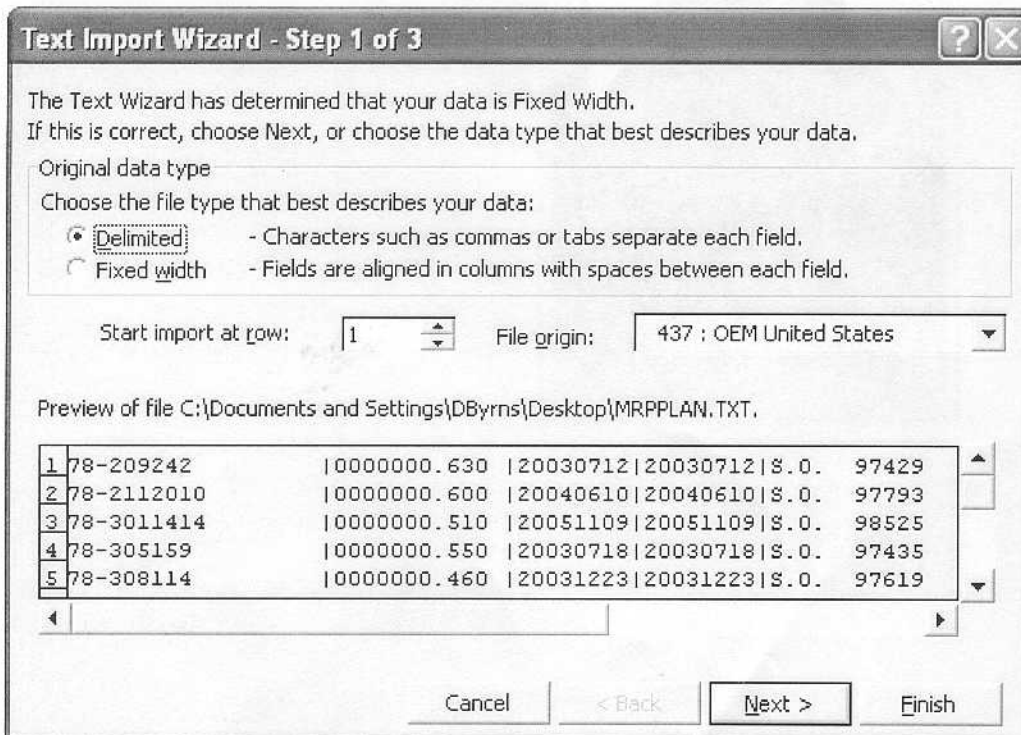 Text Import Wizard - Step 1 of 3
The Text Wizard has determined that your data is Fixed Width.
If this is correct, choose Next, or choose the data type that best describes your data.
Original data type
Choose the file type that best describes your data:
Delimited - Characters such as commas or tabs separate each field.
Fixed width - Fields are aligned in columns with spaces between each field.
Start import at row: 1 File origin: 437 : OEM United States
Preview of file C:\Documents and Settings\DByrns\Desktop\MRPPLAN.TXT.
1 78-209242 |0000000.630 |20030712|20030712|S.O. 97429
2 78-2112010 |0000000.600 |20040610|20040610|S.O. 97793
3 78-3011414 |0000000.510 |20051109|20051109|S.O. 98525
4 78-305159 |0000000.550 |20030718|20030718|S.O. 97435
5 78-308114 |0000000.460 |20031223|20031223|S.O. 97619
Cancel < Back Next > Finish